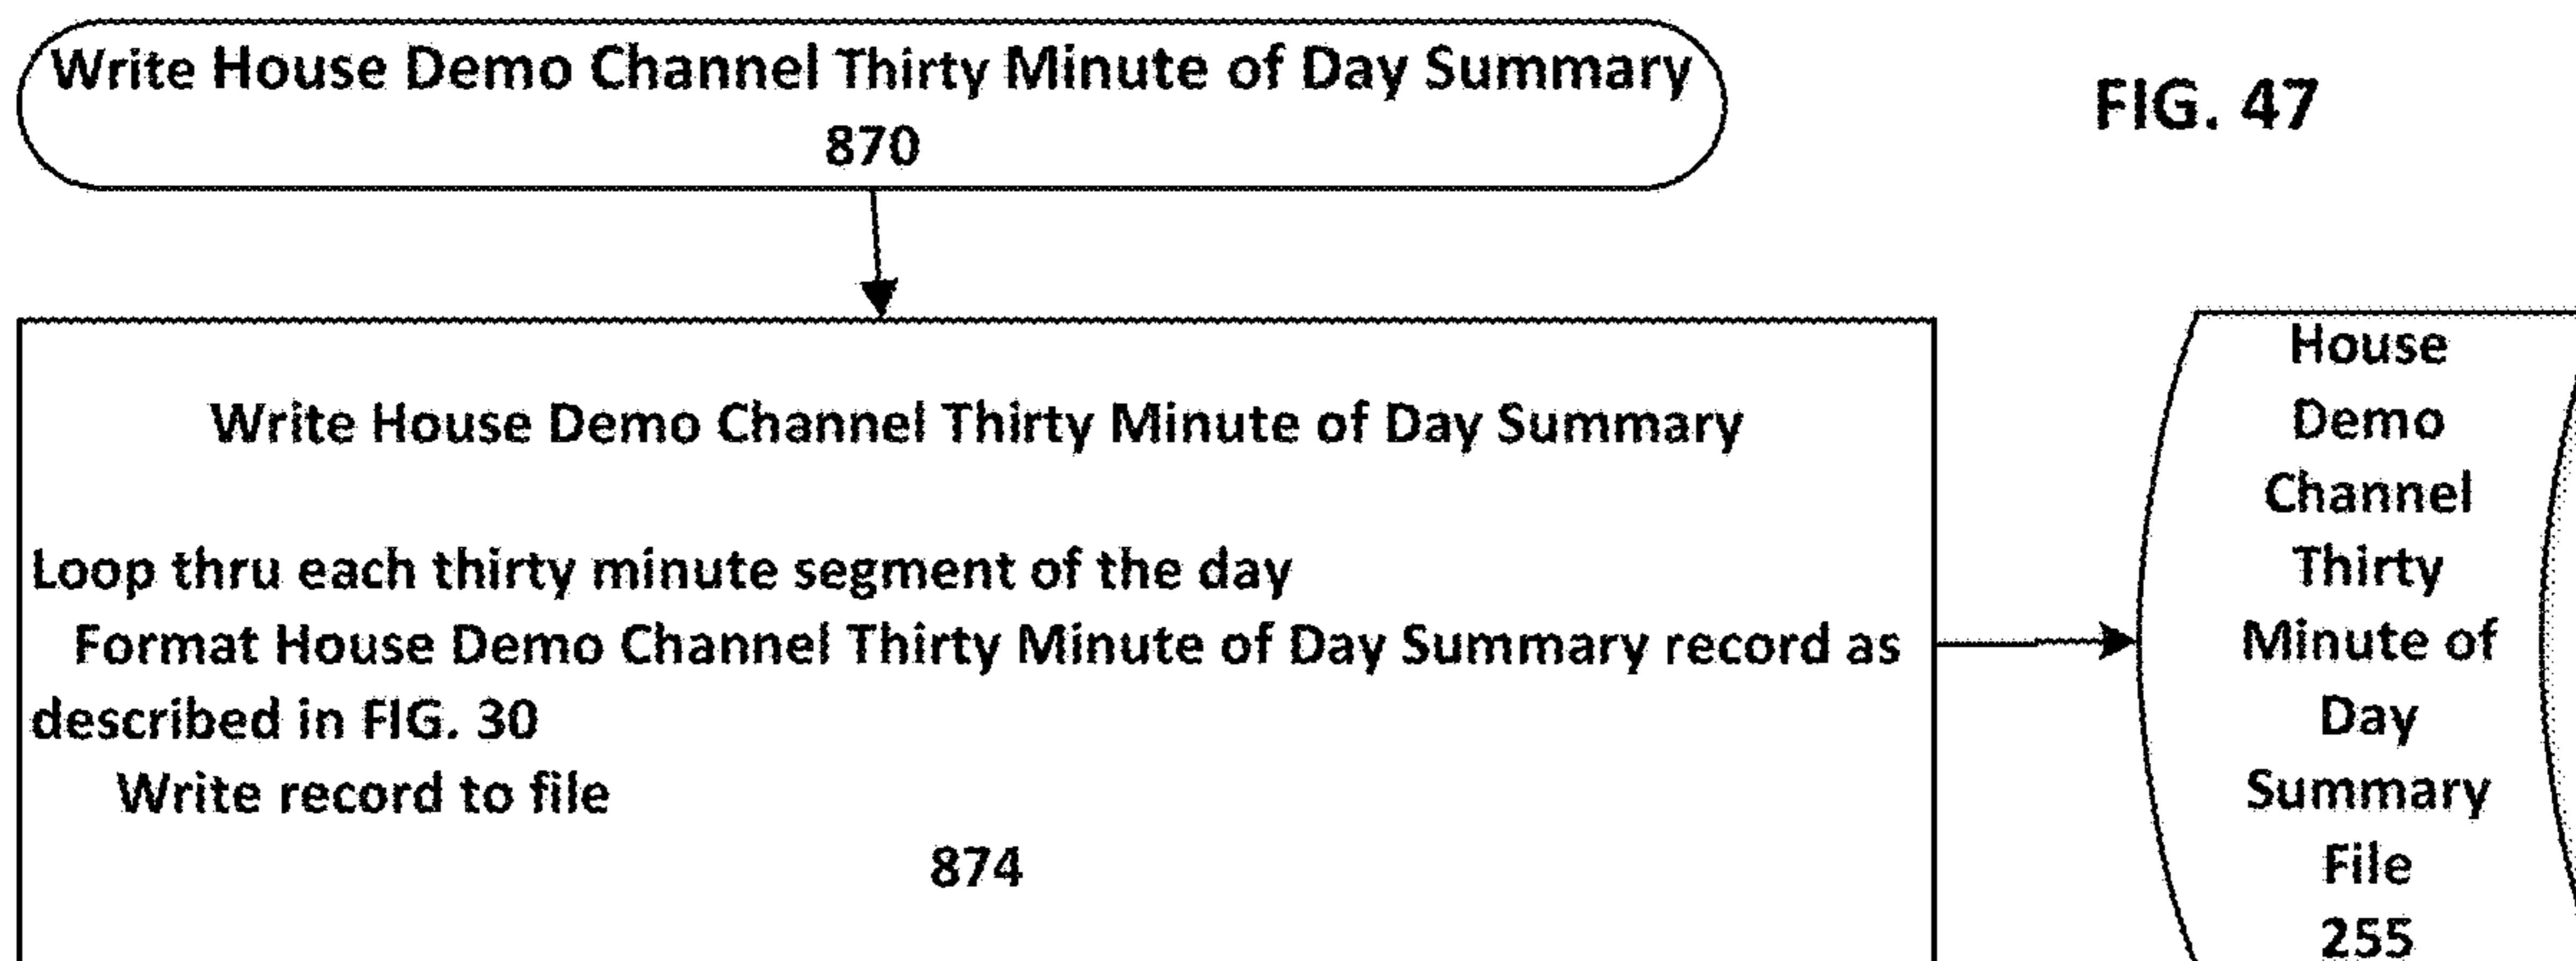 Write House Demo Channel Thirty Minute of Day Summary
870
FIG. 47
Write House Demo Channel Thirty Minute of Day Summary
Loop thru each thirty minute segment of the day
Format House Demo Channel Thirty Minute of Day Summary record as
described in FIG. 30
Write record to file
874
House
Demo
Channel
Thirty
Minute of
Day
Summary
File
255